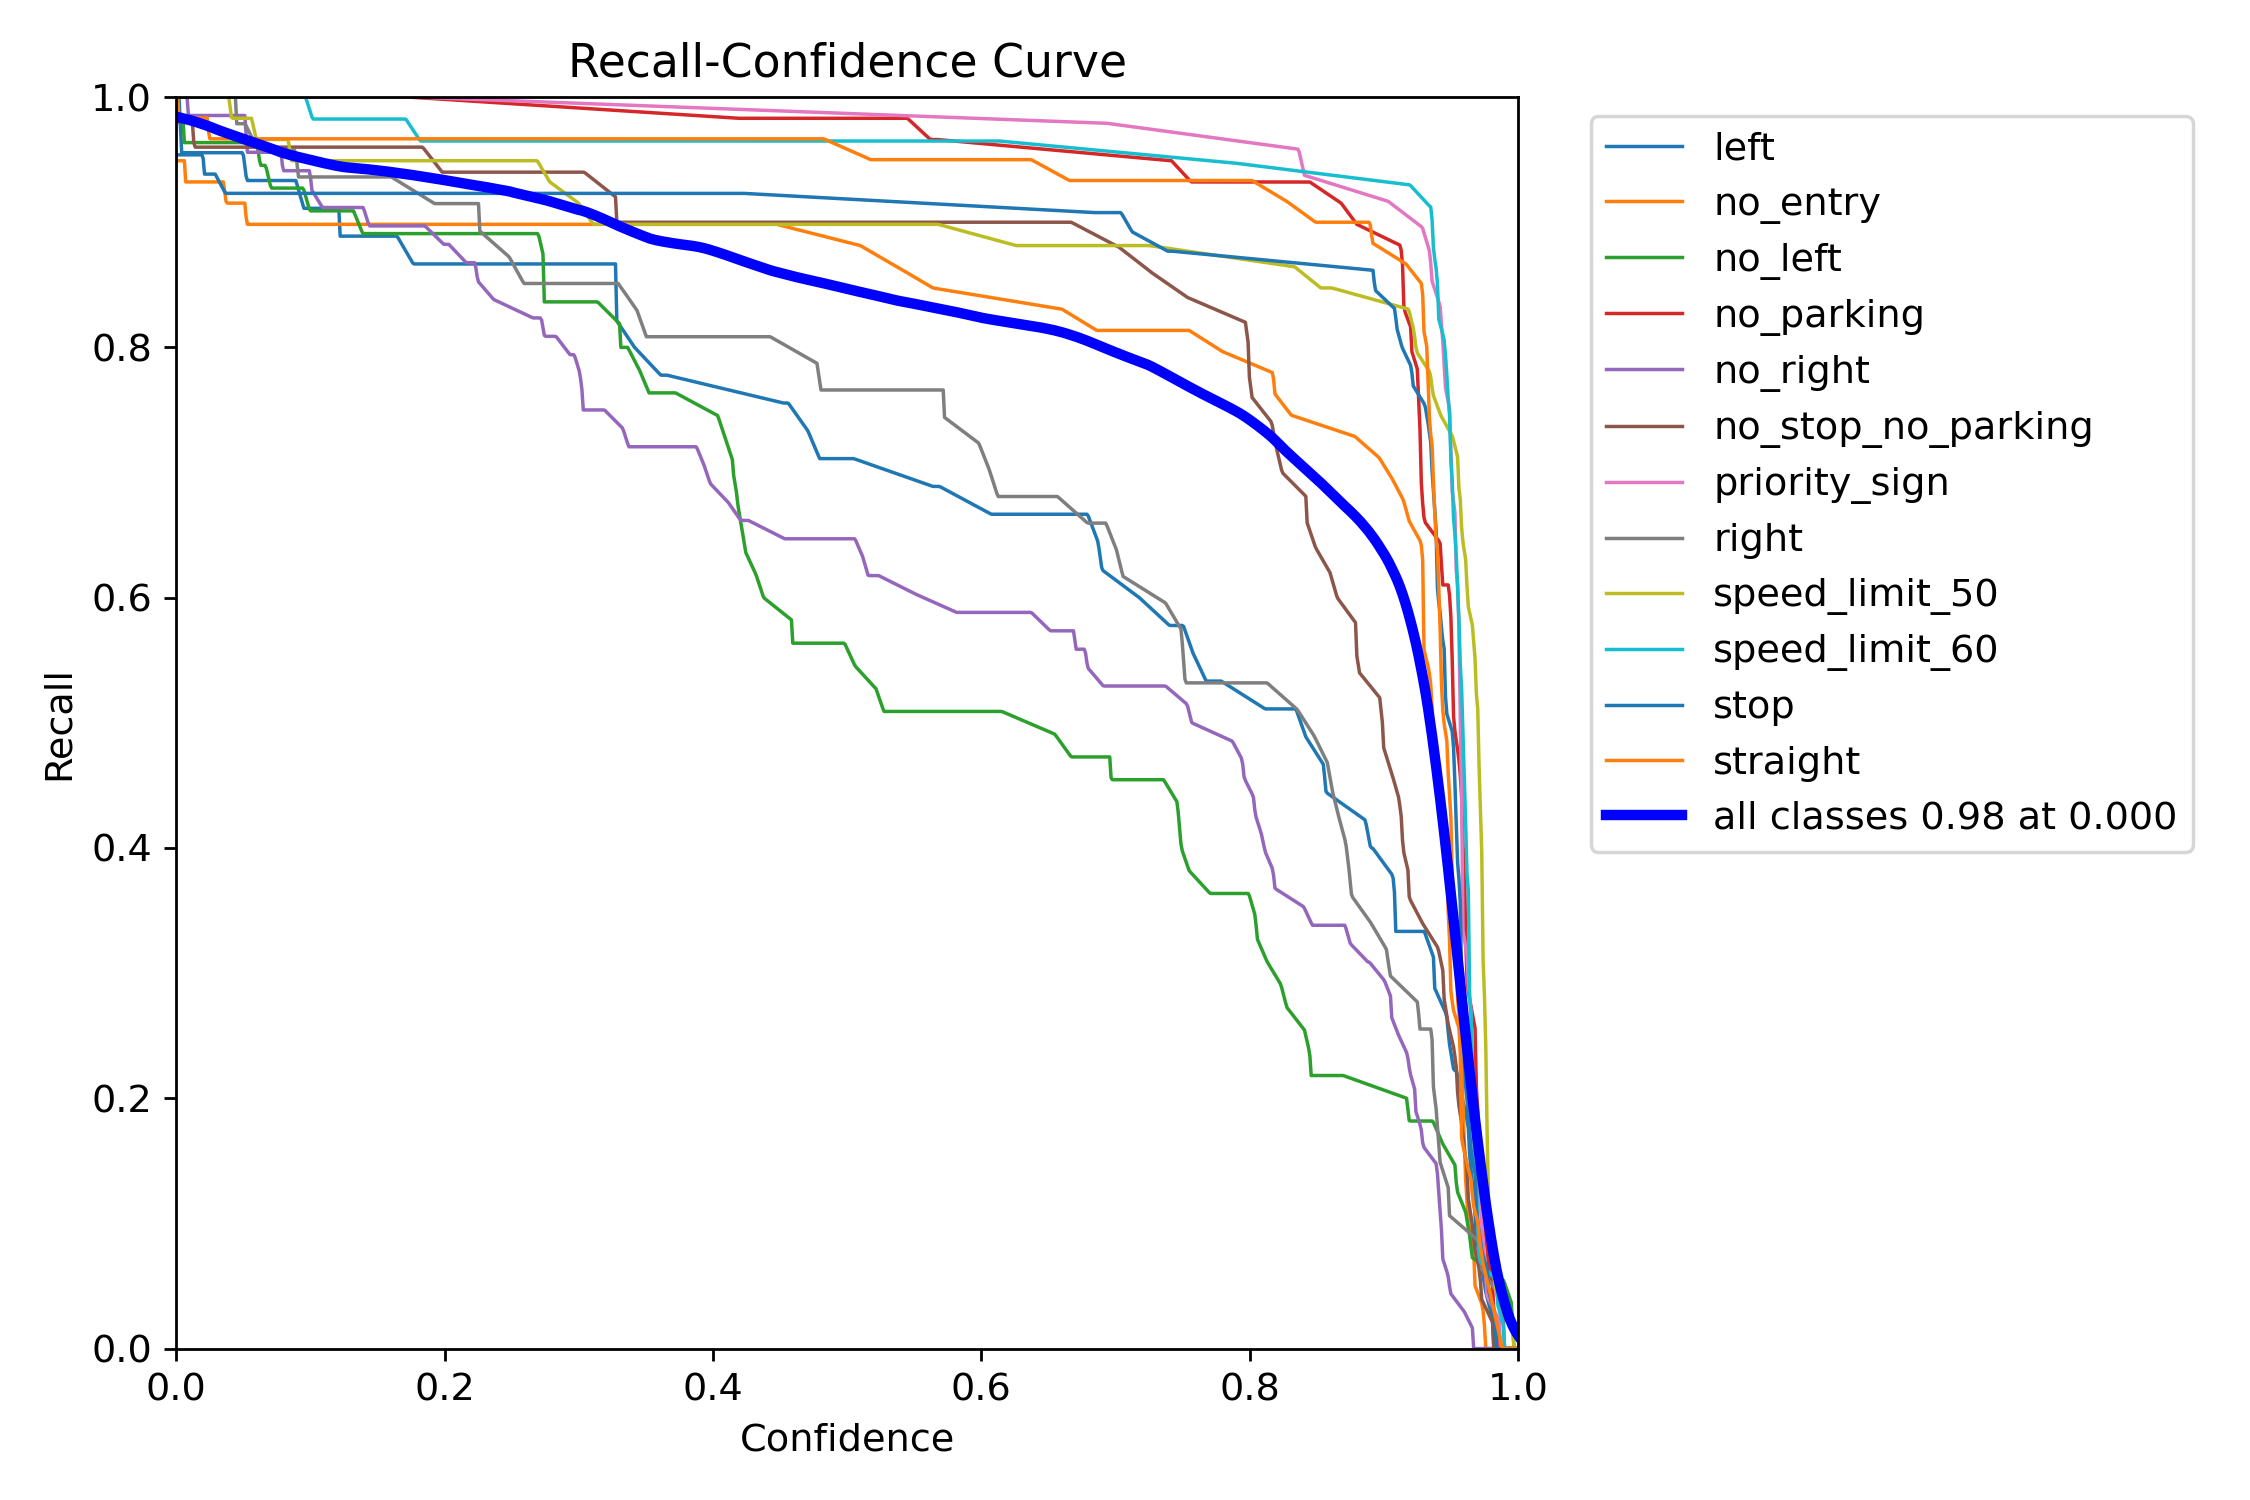 Recall-Confidence Curve
1.0
0.8
0.6
0.4
0.2
0.0
Recall
0.0 0.2 0.4 0.6 0.8 1.0
Confidence
left
no_entry
no_left
no_parking
no_right
no_stop_no_parking
priority_sign
right
speed_limit_50
speed_limit_60
stop
straight
all classes 0.98 at 0.000